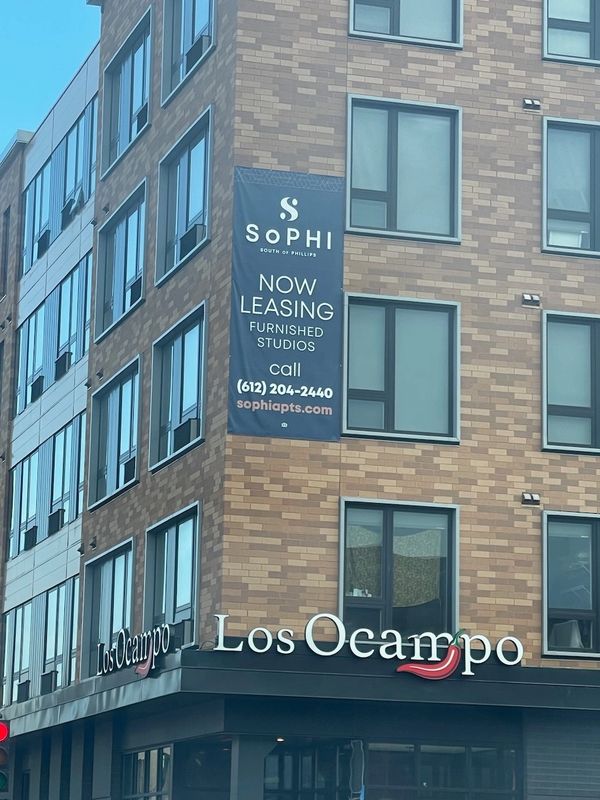 S
SoPHI
SOUTH OF PHILLIPS
NOW
LEASING
FURNISHED
STUDIOS
call
(612) 204-2440
sophiapts.com
Los Ocampo
Los Ocampo